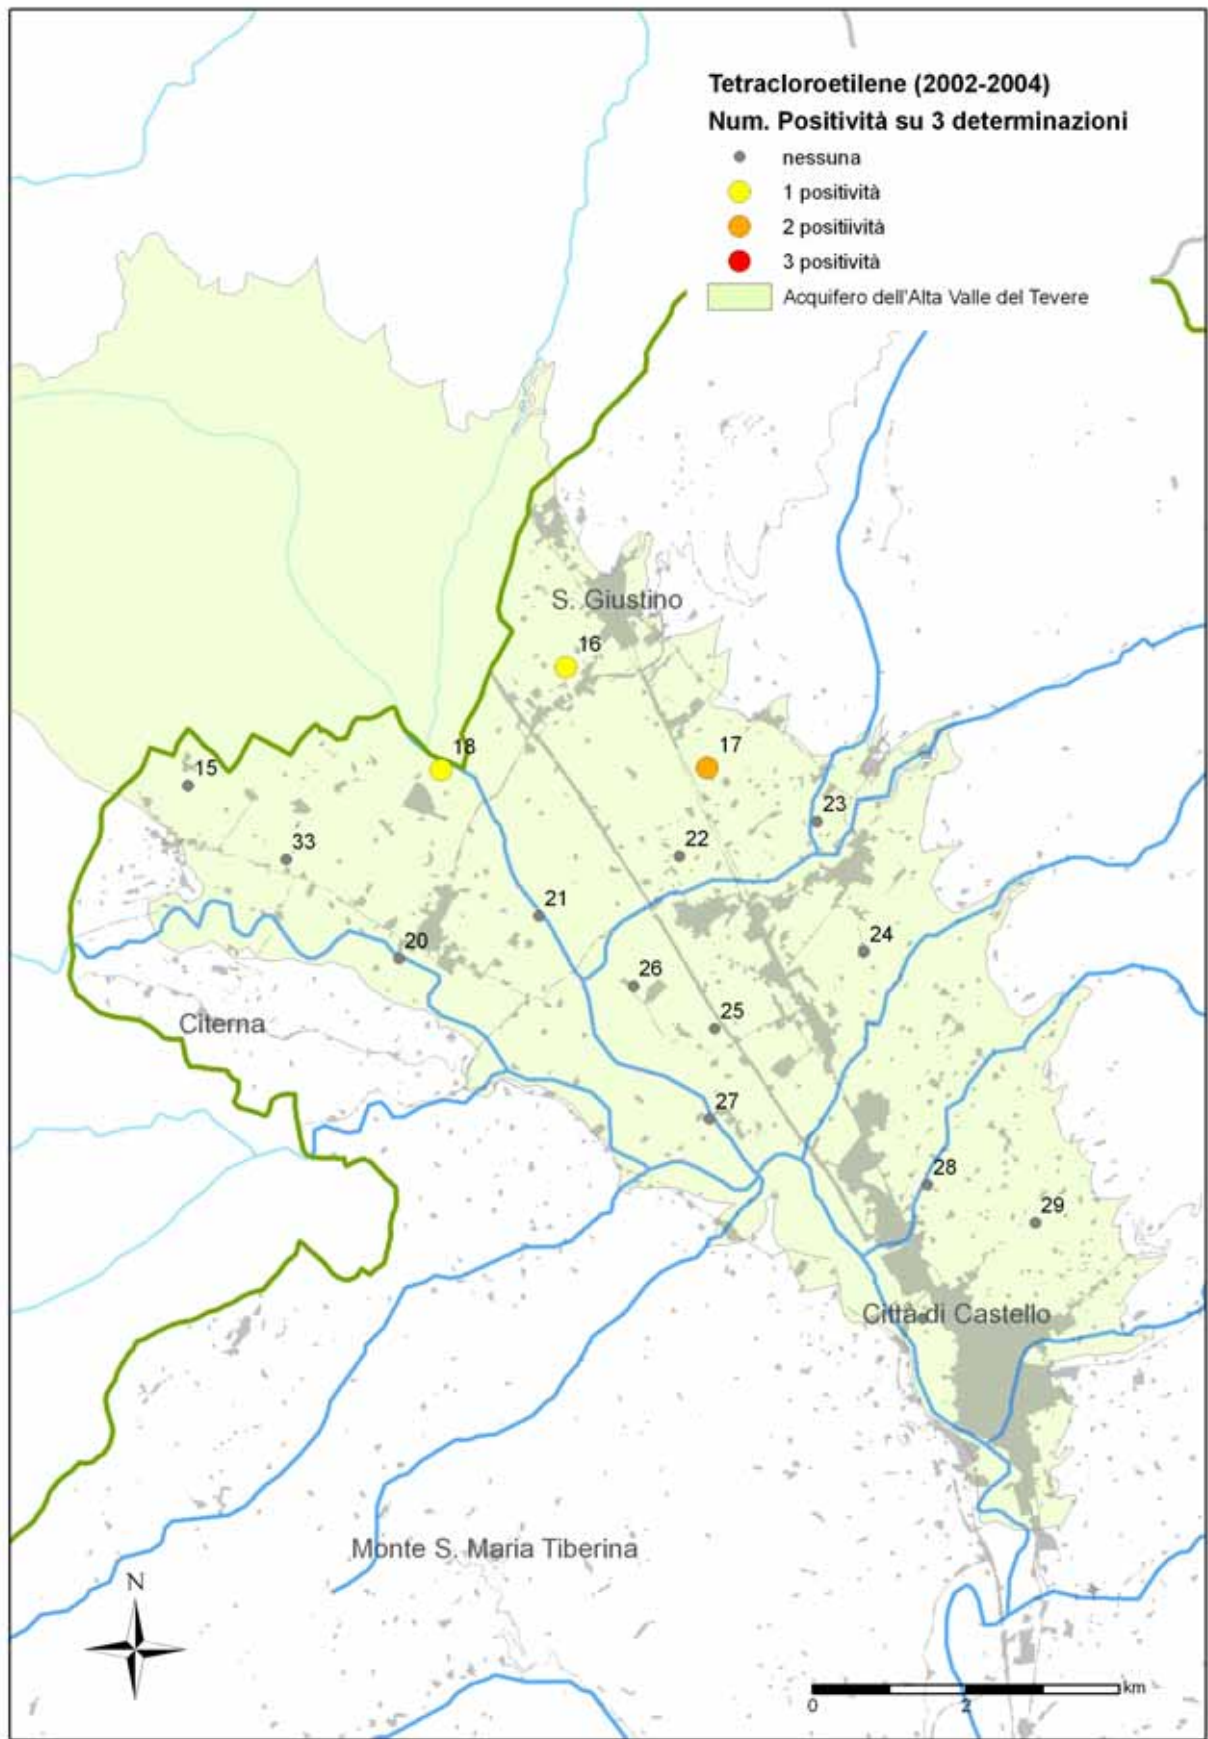 Tetracloroetilene (2002-2004)
Num. Positività su 3 determinazioni
nessuna
1 positività
2 positiività
3 positività
Acquifero dell'Alta Valle del Tevere
S. Giustino
16
18
17
15
23
33
22
21
24
20
26
25
Citerna
27
28
29
Città di Castello
Monte S. Maria Tiberina
N
km
0 2